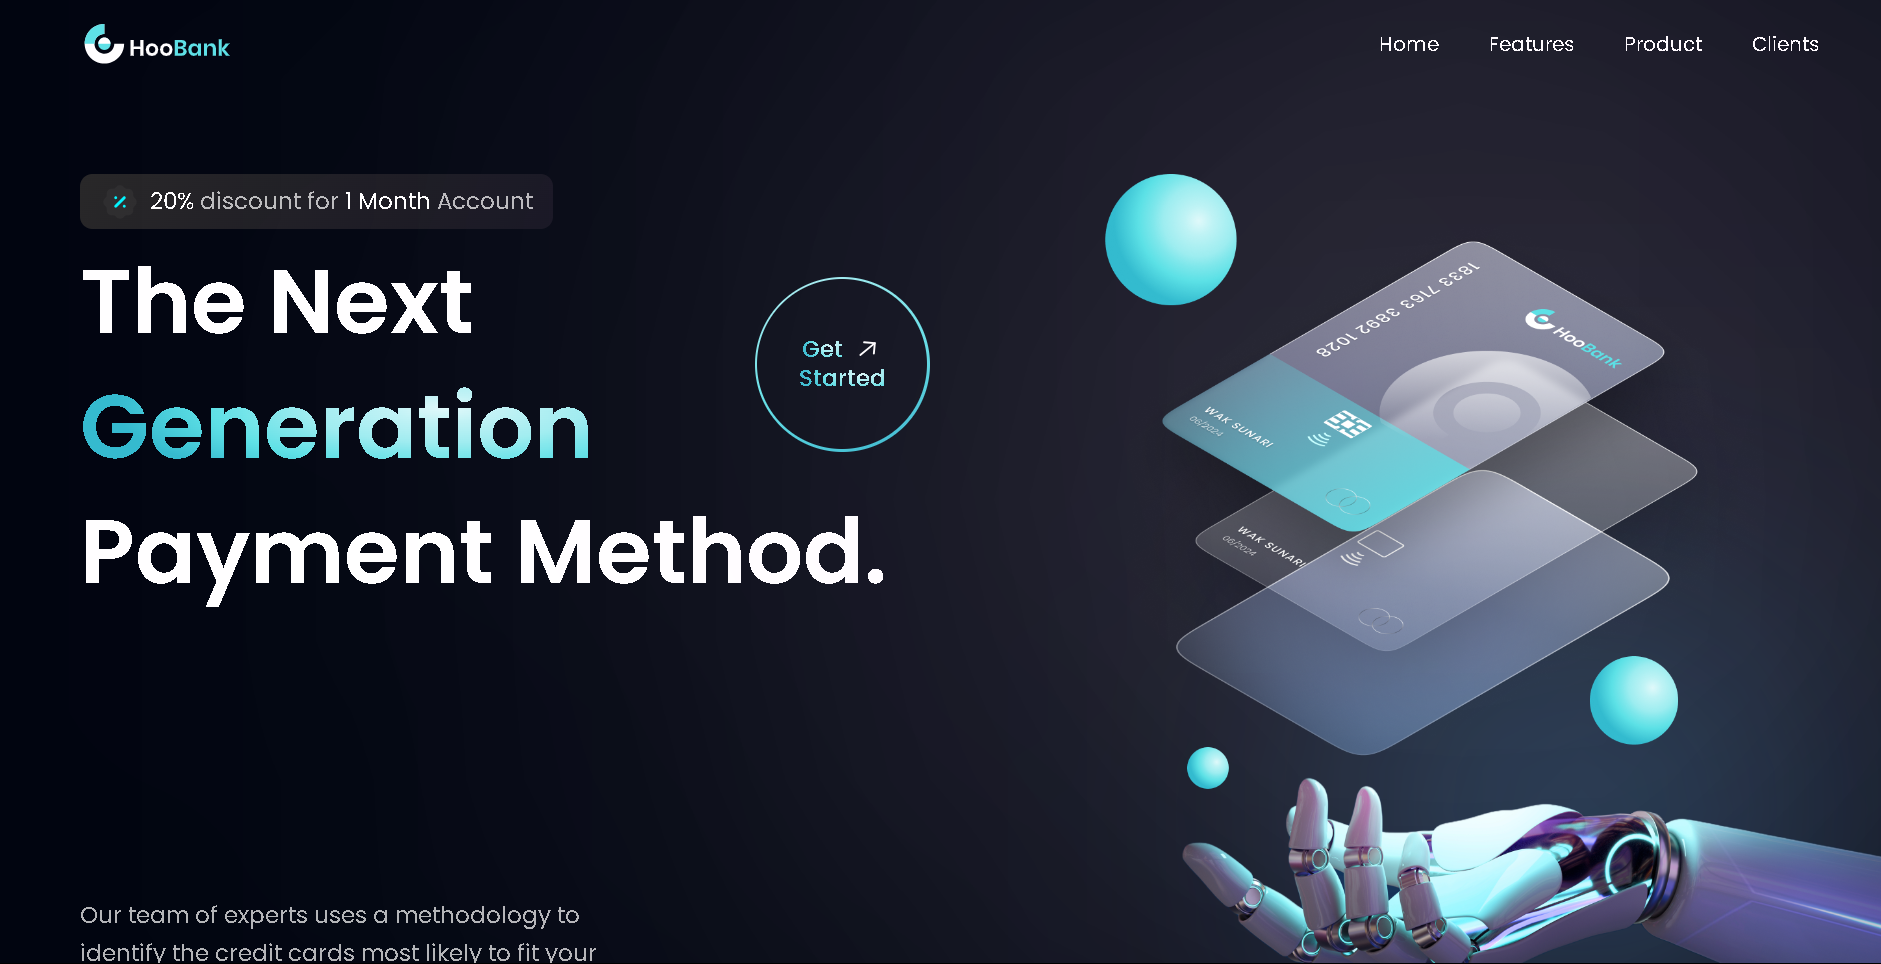 HooBank
Home Features Product Clients
20% discount for 1 Month Account
The Next
Generation
Payment Method.
Get
Started
1833 7163 3892 1028
HooBank
WAK SUNARI
06/2024
WAK SUNARI
06/2024
Our team of experts uses a methodology to
identify the credit cards most likely to fit your